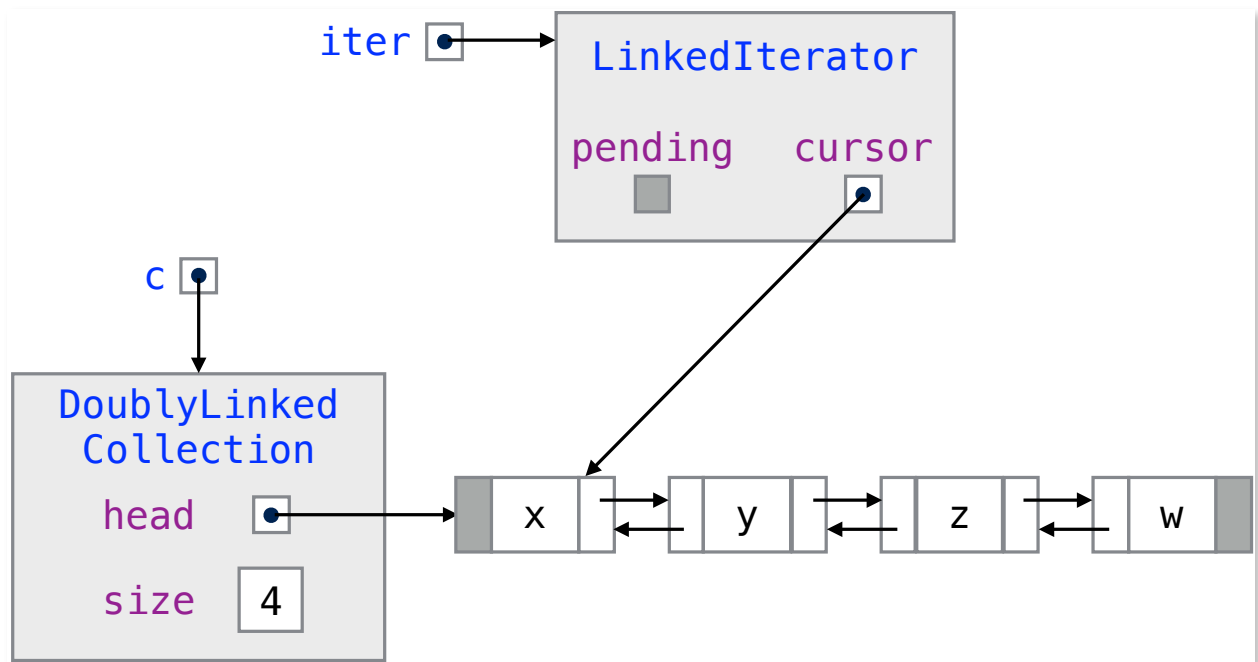 iter
LinkedIterator
pending cursor
c
DoublyLinked
Collection
head
x y z w
size 4